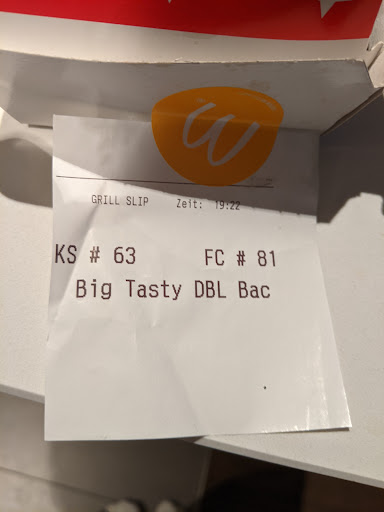 W
GRILL SLIP Zeit: 19:22
KS # 63 FC # 81
Big Tasty DBL Bac